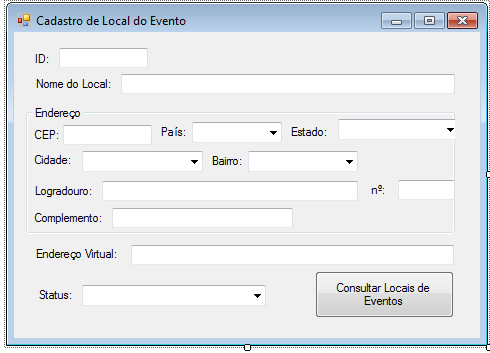 Cadastro de Local do Evento
ID:
Nome do Local:
Endereço
CEP: País: Estado:
Cidade: Bairro:
Logradouro: nº:
Complemento:
Endereço Virtual:
Status:
Consultar Locais de
Eventos